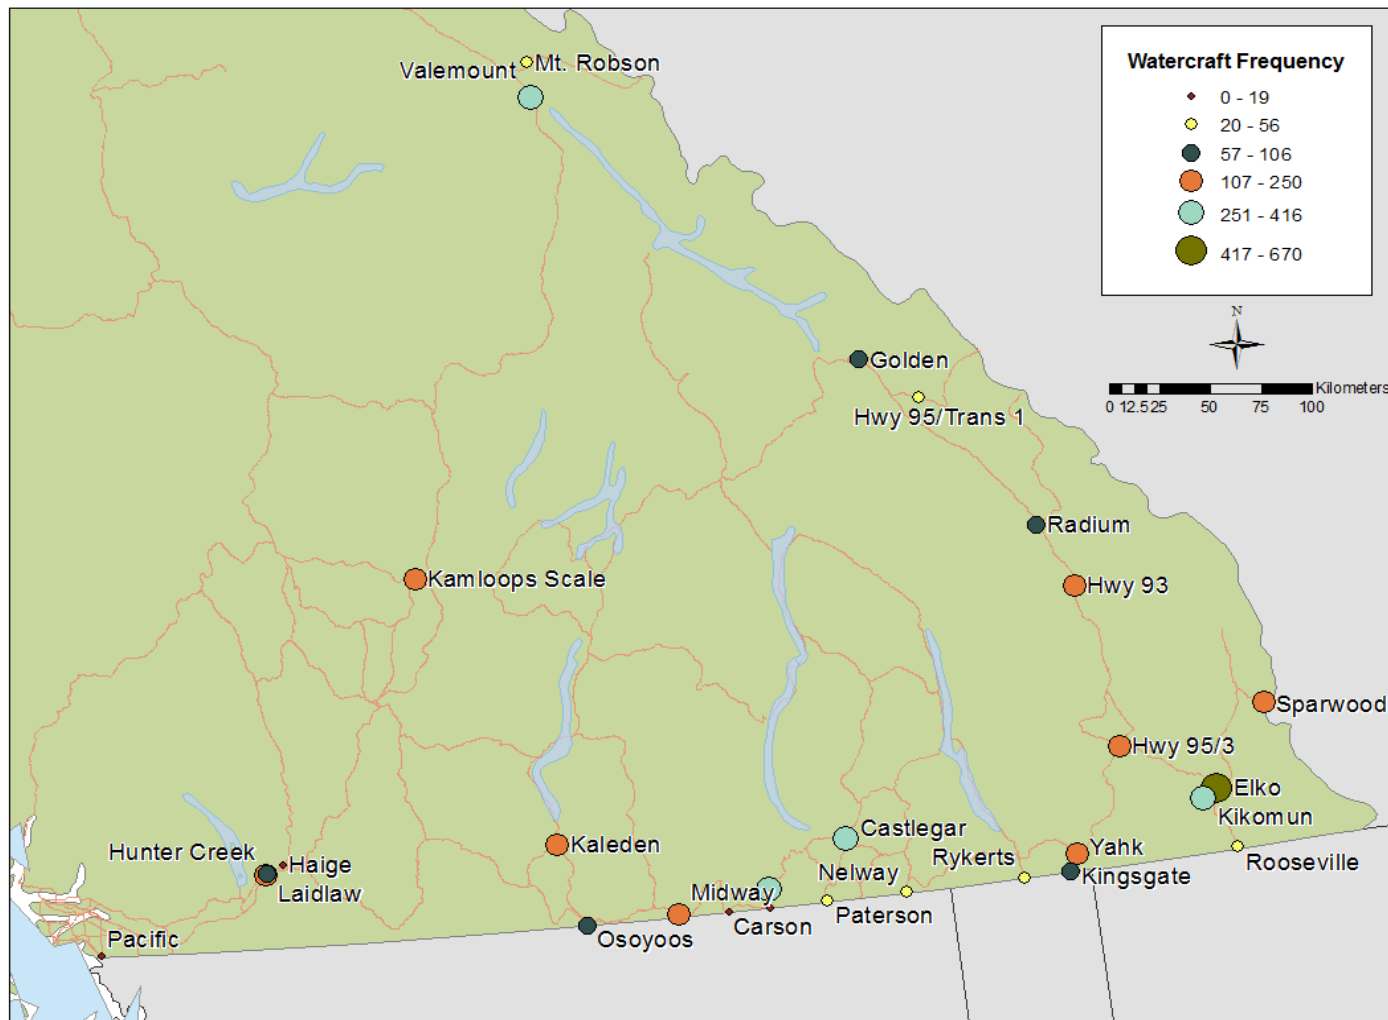 Watercraft Frequency
0 - 19
20 - 56
57 - 106
107 - 250
251 - 416
417 - 670
N
Kilometers
0 12.5 25 50 75 100
Mt. Robson
Valemount
Golden
Hwy 95/Trans 1
Radium
Kamloops Scale
Hwy 93
Sparwood
Hwy 95/3
Elko
Kikomun
Castlegar
Kaleden
Hunter Creek
Haige
Laidlaw
Yahk
Rykerts
Rooseville
Nelway
Kingsgate
Midway
Paterson
Carson
Osoyoos
Pacific